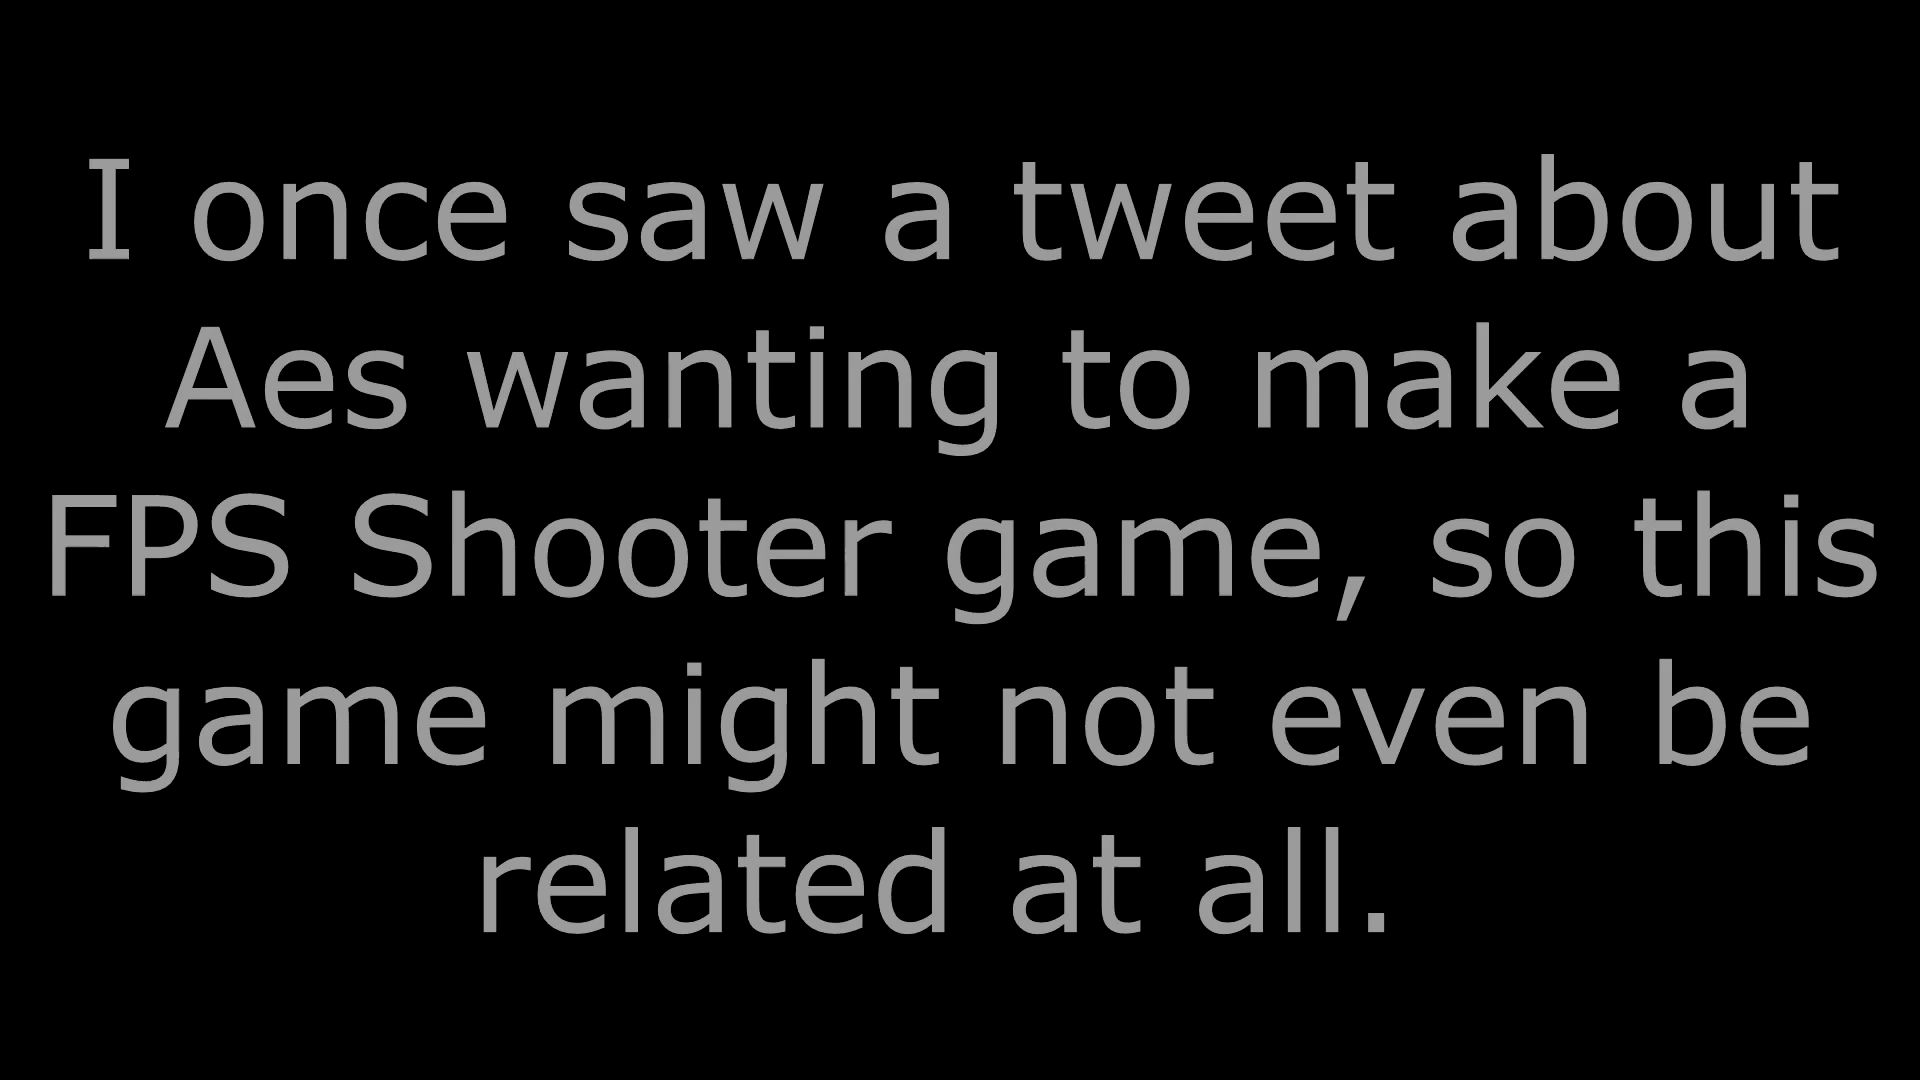 I once saw a tweet about
Aes wanting to make a
FPS Shooter game, so this
game might not even be
related at all.